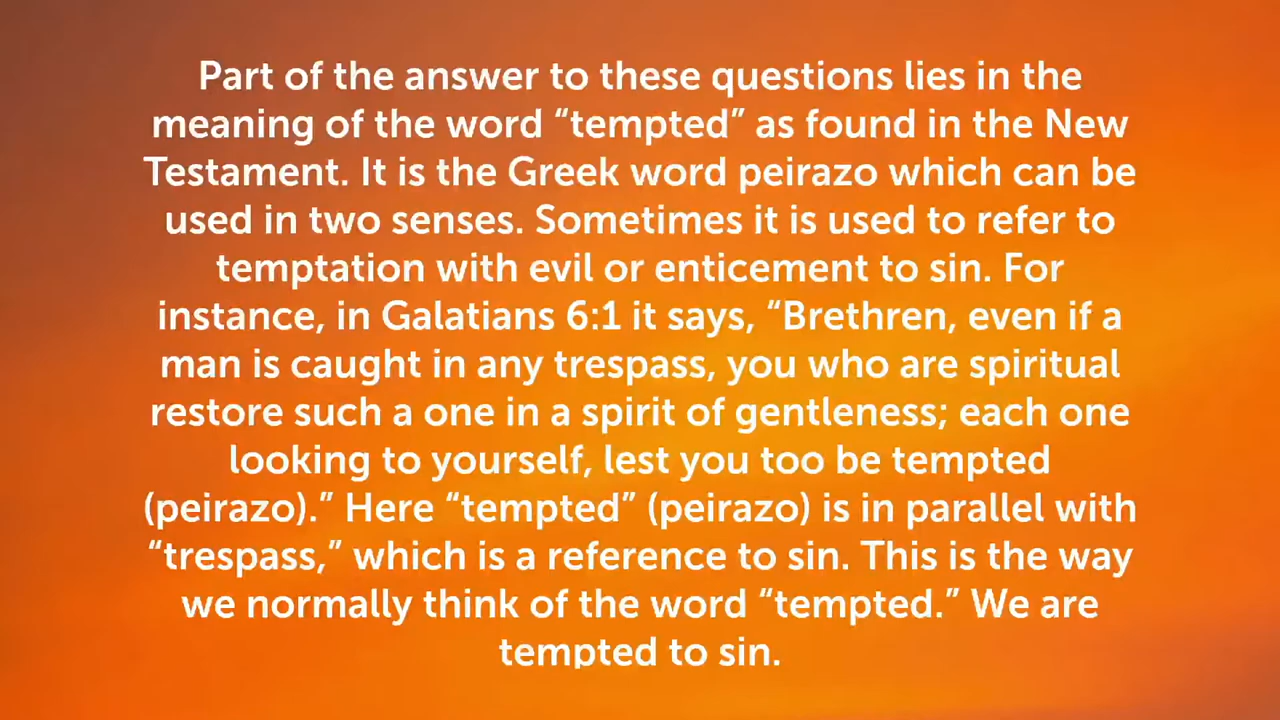 Part of the answer to these questions lies in the
meaning of the word “tempted” as found in the New
Testament. It is the Greek word peirazo which can be
used in two senses. Sometimes it is used to refer to
temptation with evil or enticement to sin. For
instance, in Galatians 6:1 it says, “Brethren, even if a
man is caught in any trespass, you who are spiritual
restore such a one in a spirit of gentleness; each one
looking to yourself, lest you too be tempted
(peirazo).” Here “tempted” (peirazo) is in parallel with
“trespass,” which is a reference to sin. This is the way
we normally think of the word “tempted.” We are
tempted to sin.